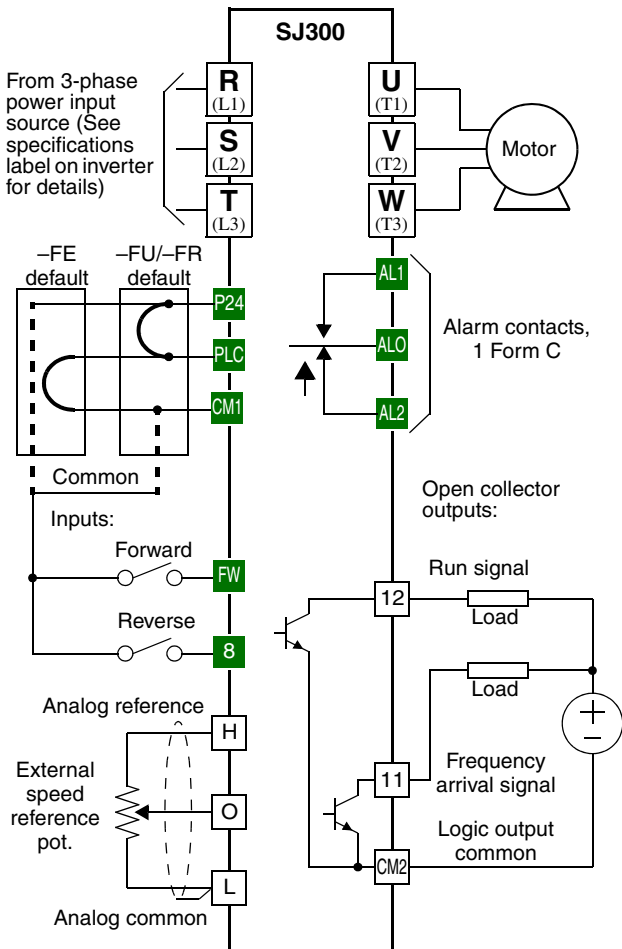 SJ300
From 3-phase
power input
source (See
specifications
label on inverter
for details)
R
(L1)
S
(L2)
T
(L3)
U
(T1)
V
(T2)
W
(T3)
Motor
–FE
default
–FU/–FR
default
P24
PLC
CM1
AL1
AL0
AL2
Alarm contacts,
1 Form C
Common
Inputs:
Forward
FW
Reverse
8
Open collector
outputs:
Run signal
12
Load
Load
+
–
11
Frequency
arrival signal
Logic output
common
CM2
Analog reference
H
External
speed
reference
pot.
O
L
Analog common